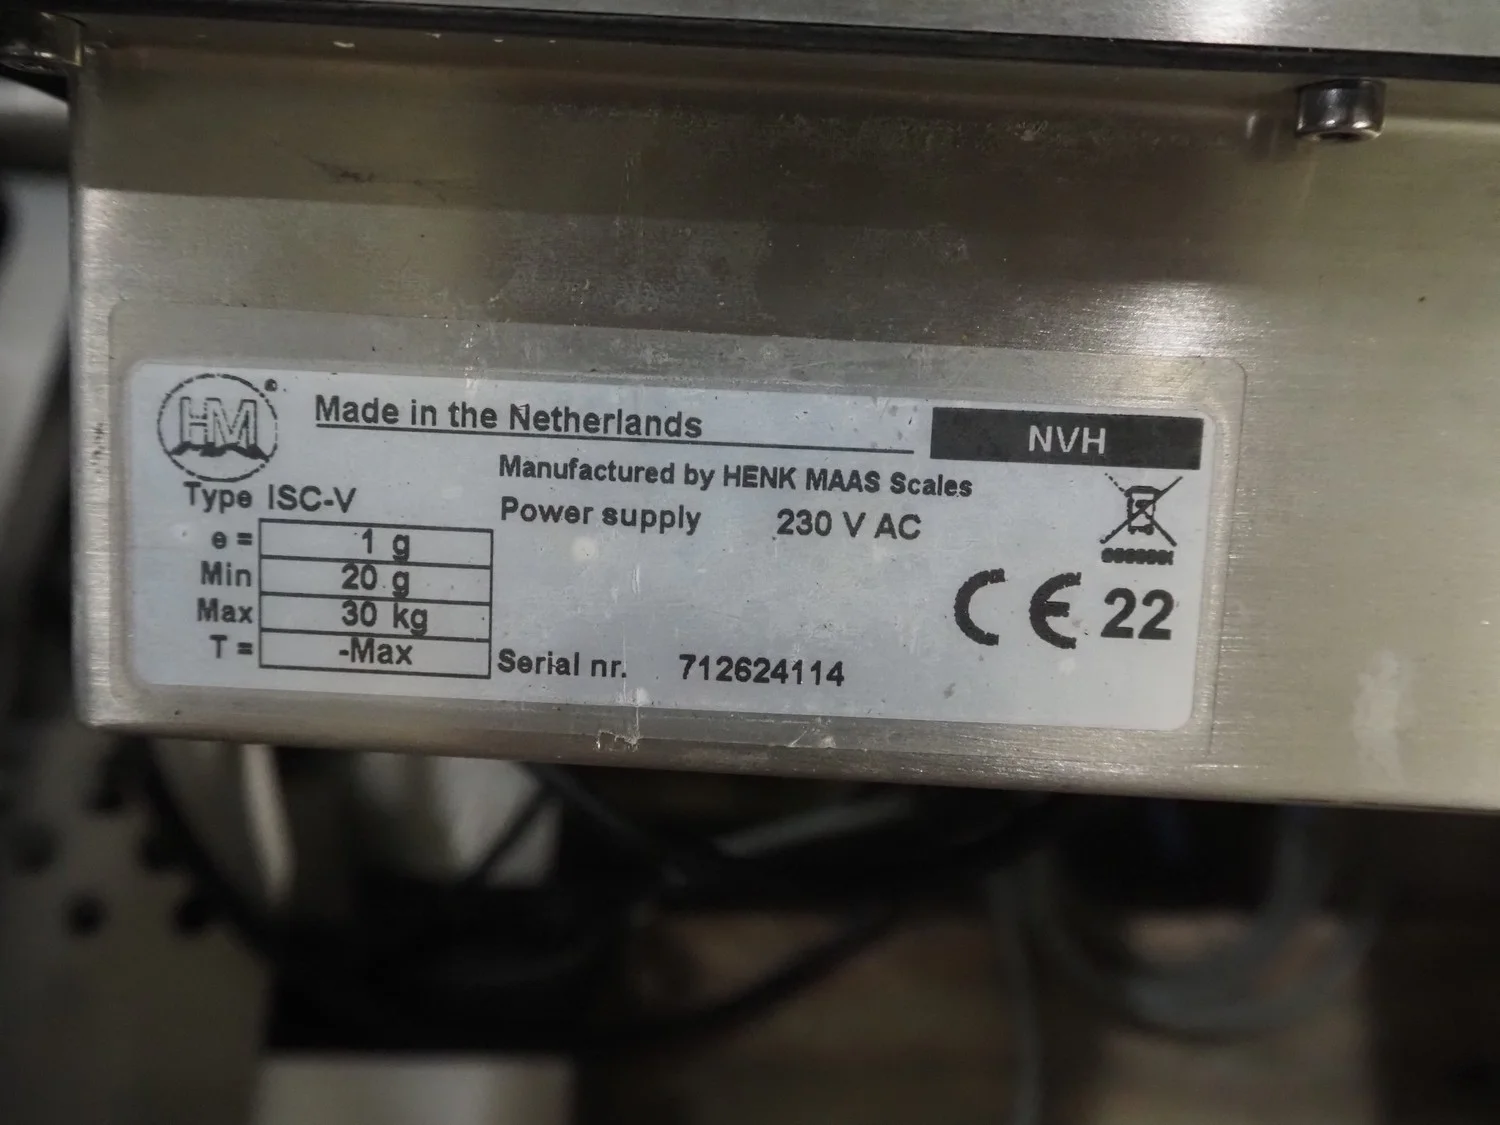 HM
Made in the Netherlands
NVH
Manufactured by HENK MAAS Scales
Type ISC-V
Power supply 230 V AC
e = 1 g
Min 20 g
Max 30 kg
T = -Max
CE 22
Serial nr. 712624114